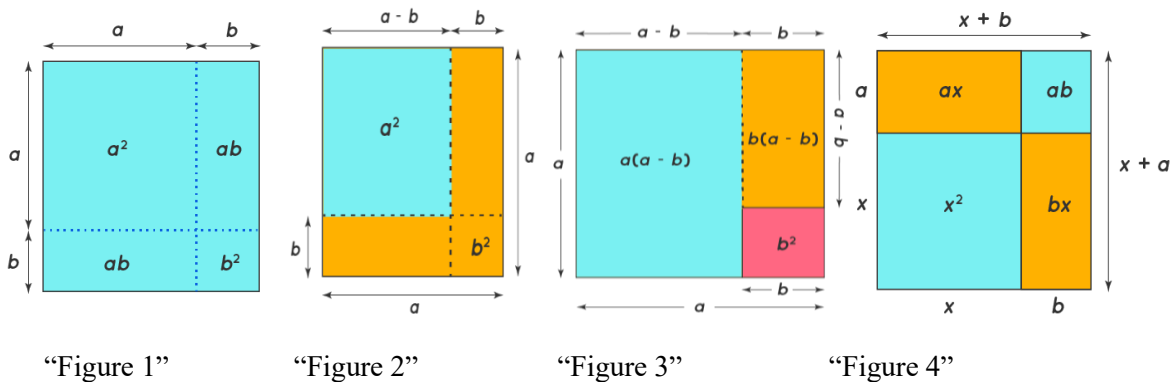 a b
a
a² ab
b
ab b²
"Figure 1"
a - b b
a²
a
b
b²
a
"Figure 2"
a - b b
a
a(a - b) b(a - b)
a - b
b²
b
a
"Figure 3"
x + b
a
ax ab
x + a
x
x² bx
x b
"Figure 4"